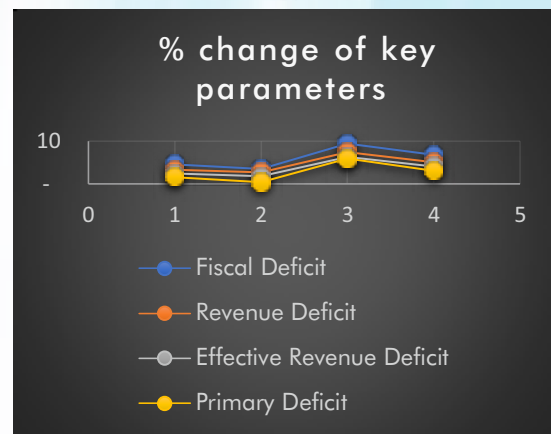 % change of key
parameters
10
-
0 1 2 3 4 5
Fiscal Deficit
Revenue Deficit
Effective Revenue Deficit
Primary Deficit